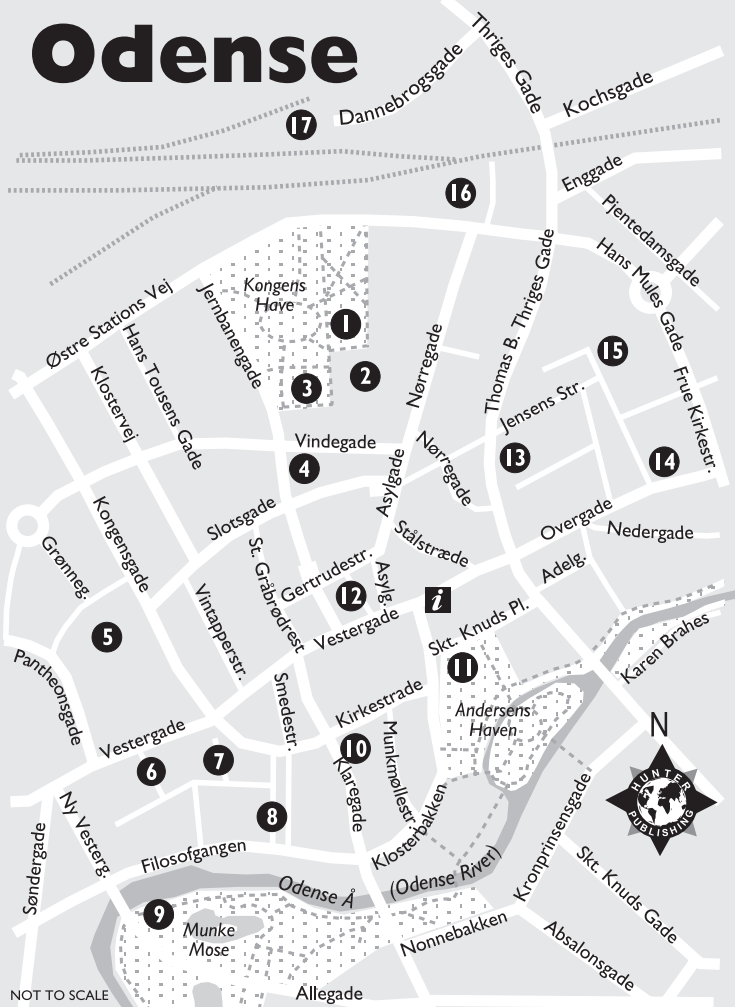 Odense
Thriges Gade
Dannebrogsgade
Kochsgade
17
Enggade
16
Pjentedamsgade
Hans Mules Gade
Thomas B. Thriges Gade
Kongens
Have
Østre Stations Vej
Jernbanengade
1
Hans Tousens Gade
Nørregade
15
2
3
Klostervej
Jensens Str.
Frue Kirkestr.
Vindegade
4
Nørregade
13
14
Asylgade
Kongensgade
Slotsgade
Stålstræde
Overgade
Nedergade
Grønneg.
St. Gråbrødrestr.
Gertrudestr.
Asylg.
Adelg.
12
i
Vintapperstr.
Vestergade
Skt. Knuds Pl.
5
11
Karen Brahes
Pantheonsgade
Smedestr.
Kirkestrade
Andersens
Haven
N
Vestergade
10
Munkmøllestr.
6
7
Klaregade
HUNTER
PUBLISHING
Ny Vesterg.
8
Klosterbakken
Kronprinsensgade
Søndergade
Filosofgangen
Skt. Knuds Gade
Odense Å
(Odense River)
9
Munke
Mose
Nonnebakken
Absalonsgade
NOT TO SCALE
Allegade